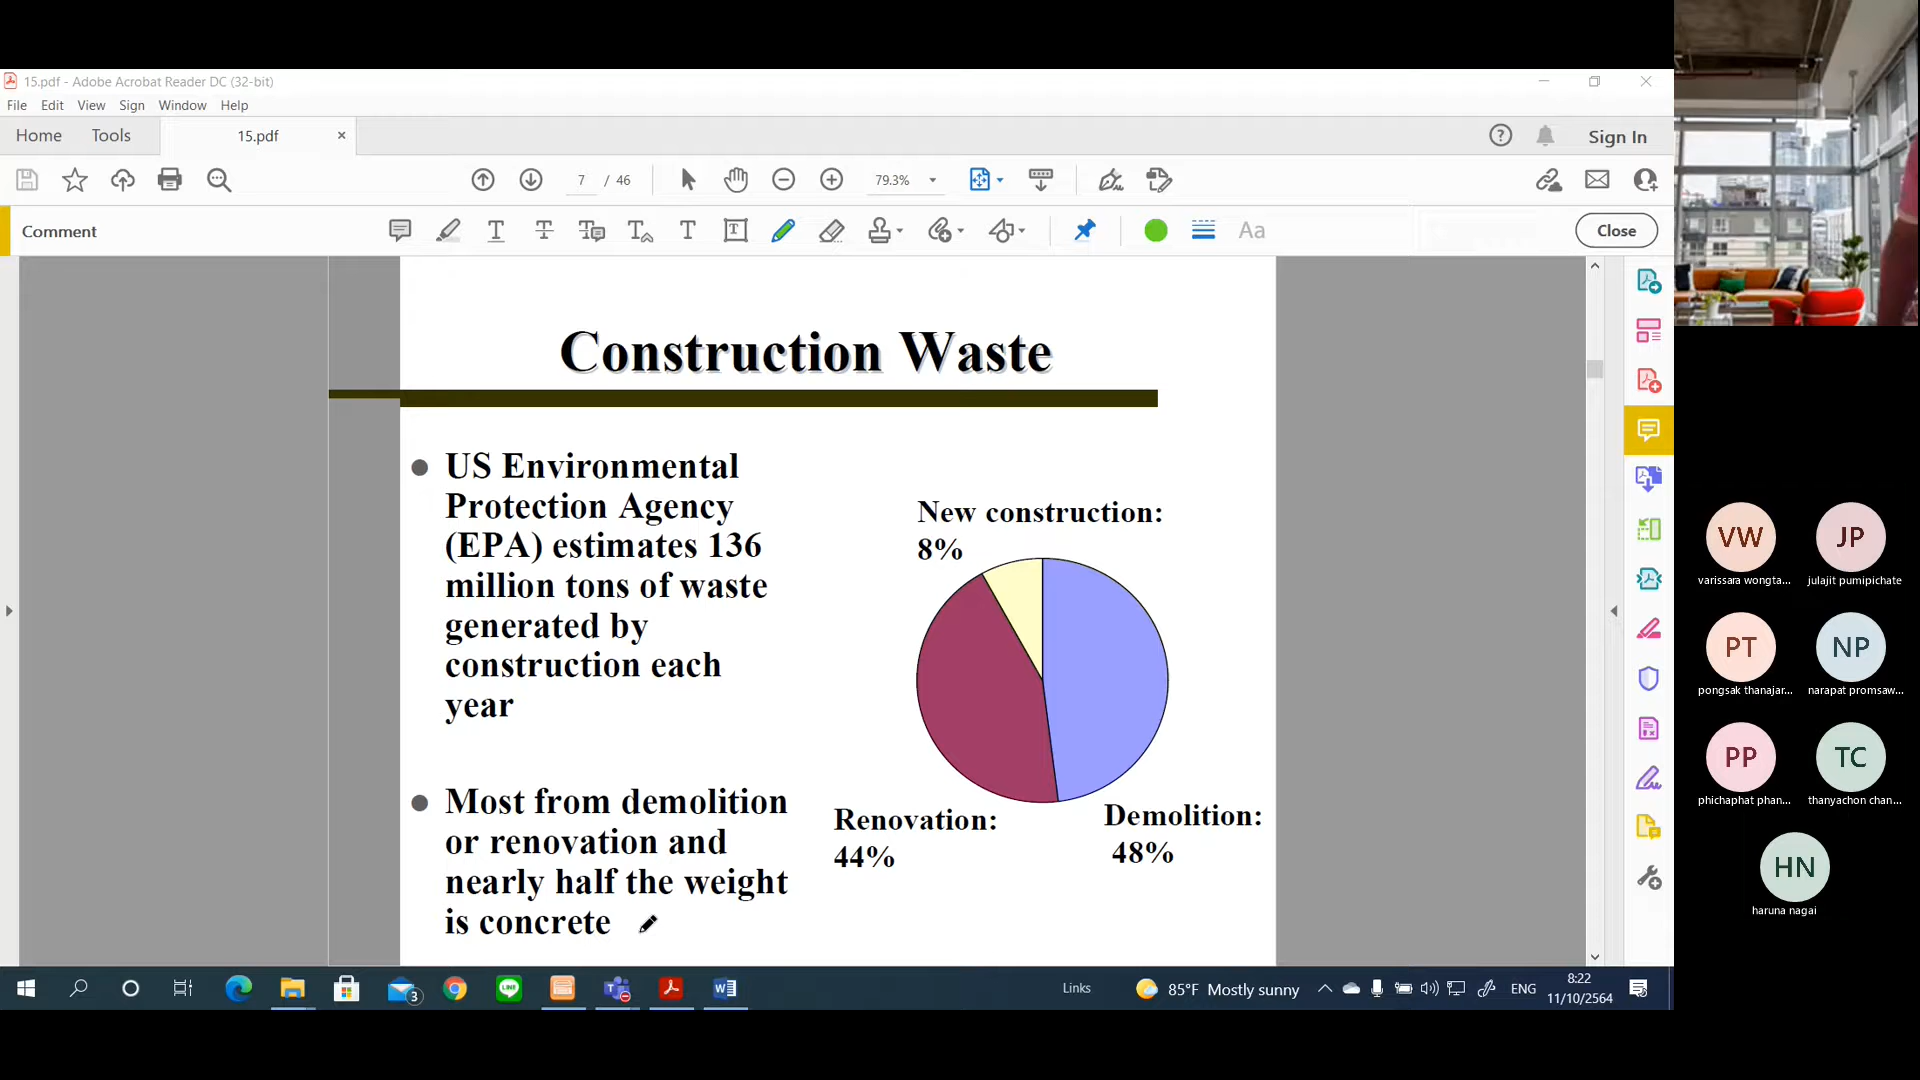 15.pdf - Adobe Acrobat Reader DC (32-bit)
File Edit View Sign Window Help
Home Tools 15.pdf Sign In
7 / 46 79.3%
Comment Aa Close
Construction Waste
US Environmental
Protection Agency
(EPA) estimates 136
million tons of waste
generated by
construction each
year
Most from demolition
or renovation and
nearly half the weight
is concrete
New construction:
8%
Renovation:
44%
Demolition:
48%
VW JP
varissara wongta... julajit pumipichate
PT NP
pongsak thanajar... narapat promsaw...
PP TC
phichaphat phan... thanyachon chan...
HN
haruna nagai
3
Links 85°F Mostly sunny ENG 8:22
11/10/2564